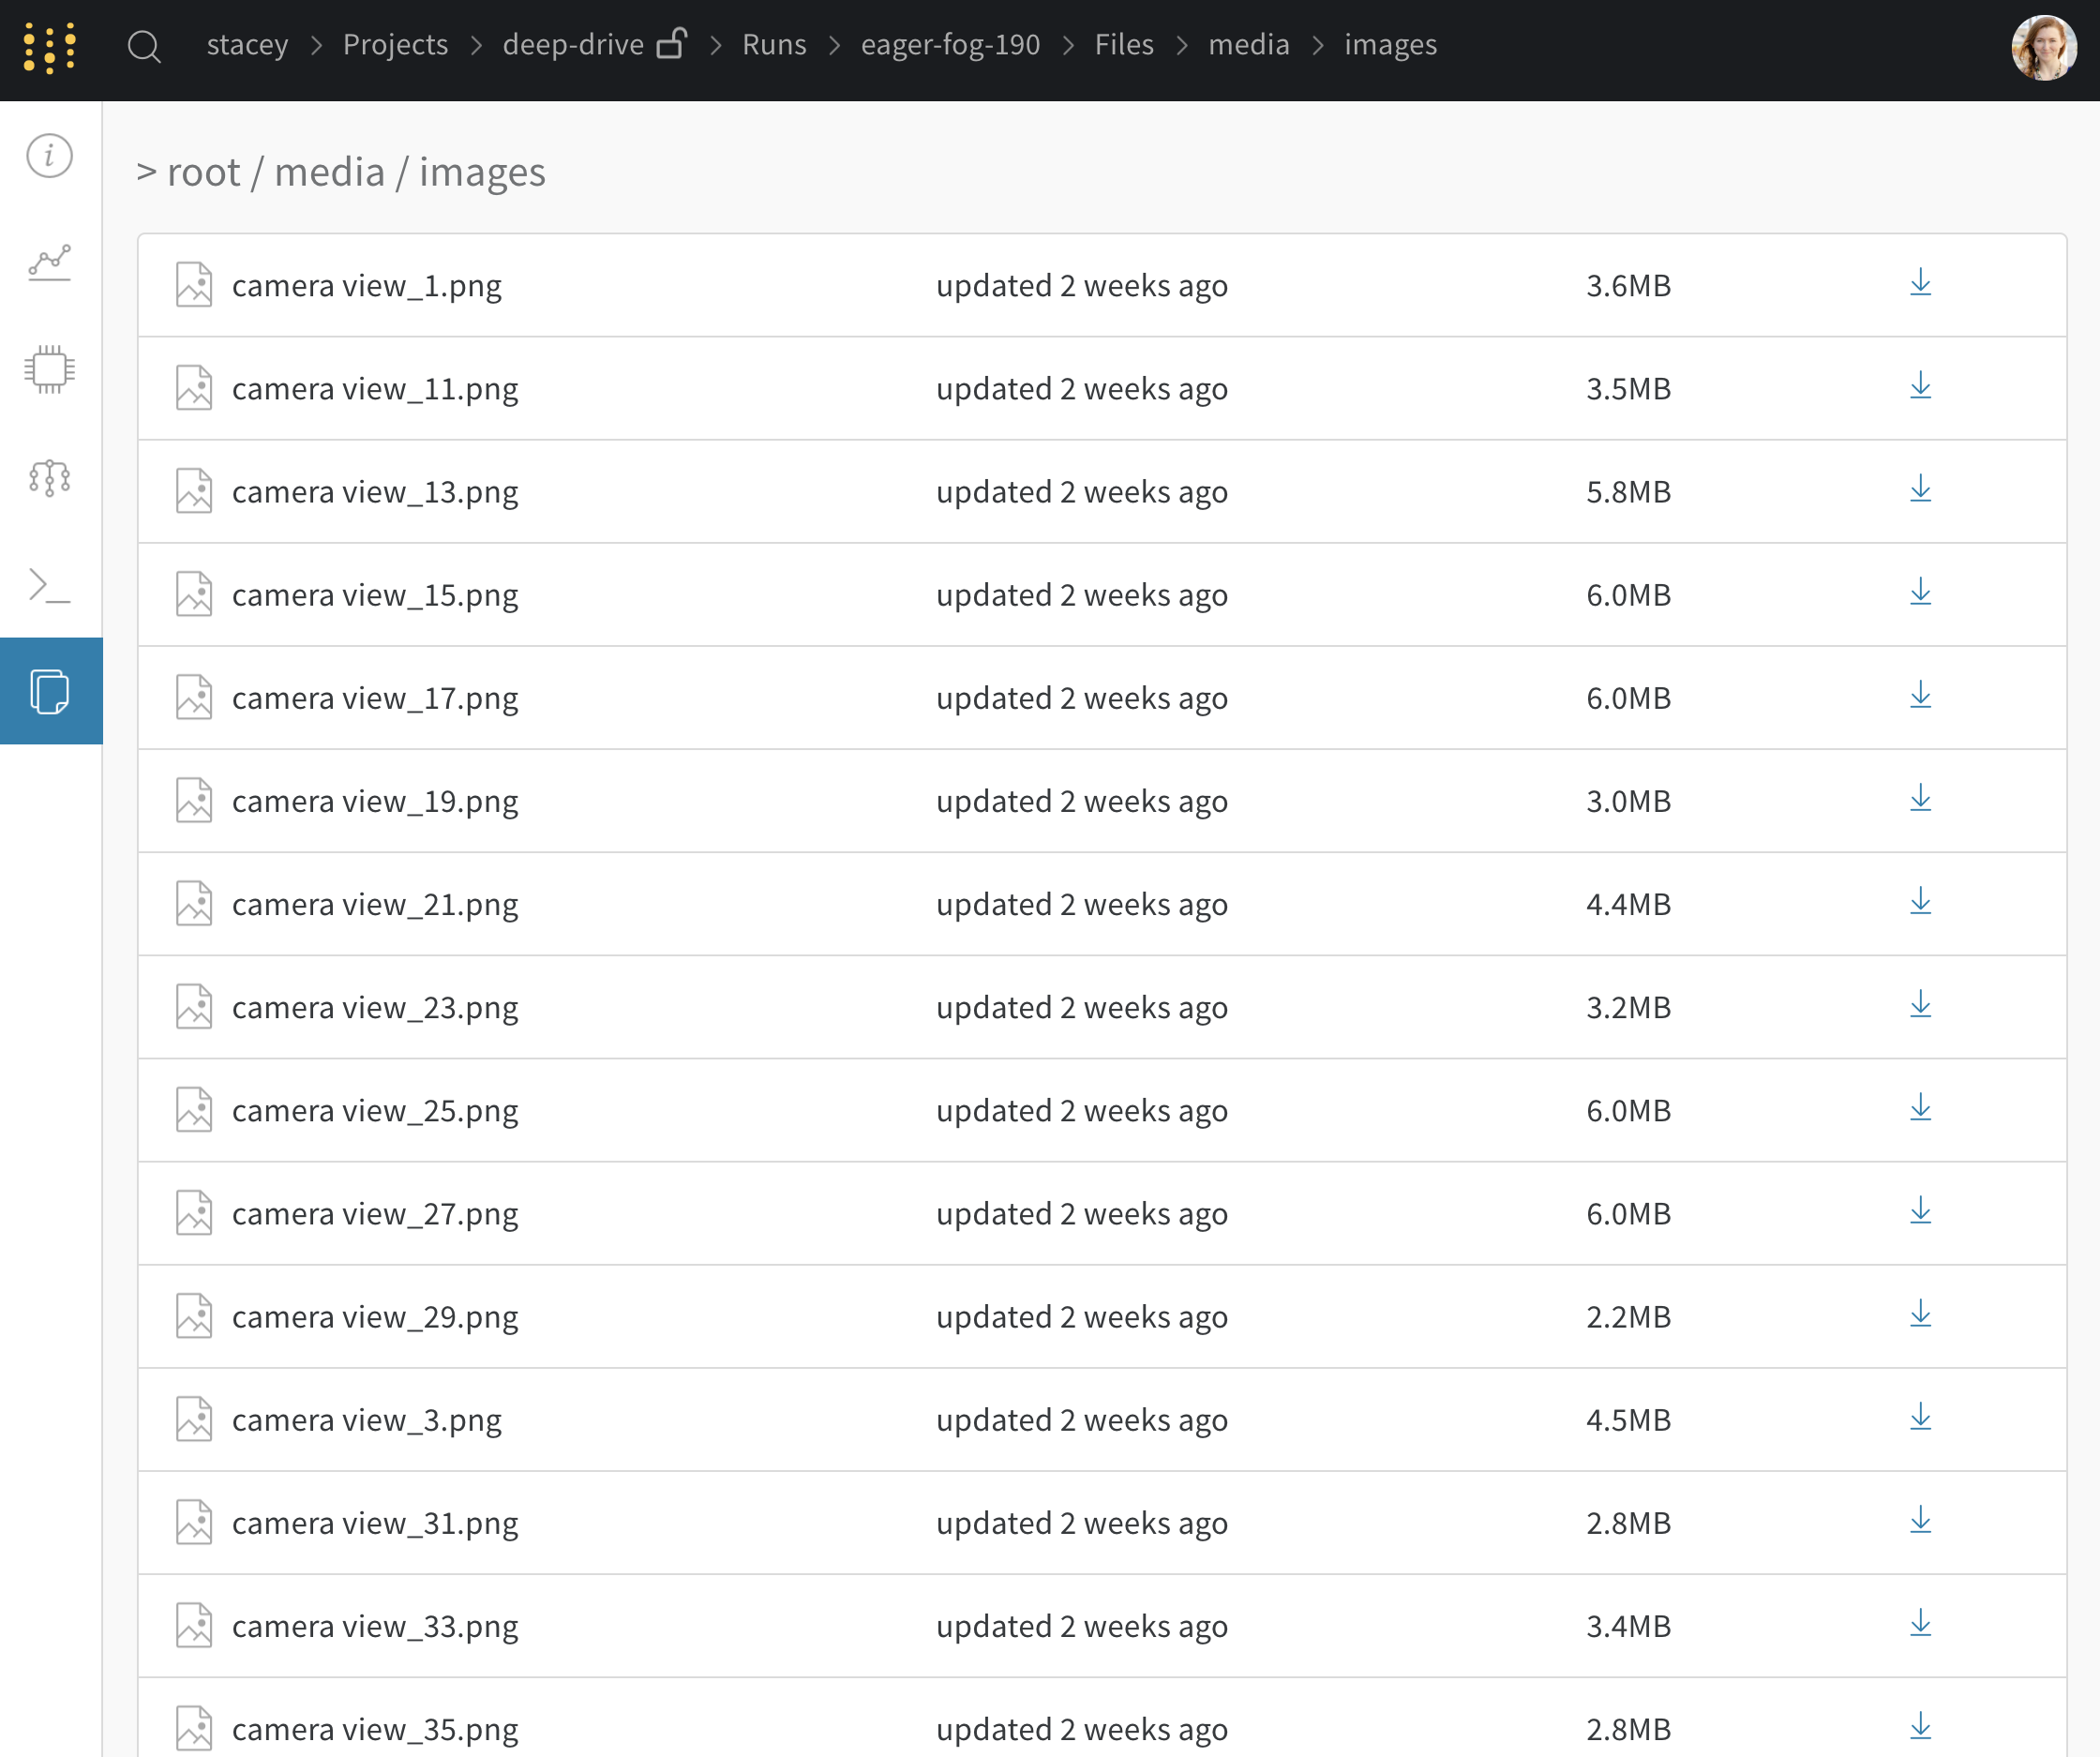 stacey > Projects > deep-drive > Runs > eager-fog-190 > Files > media > images
> root / media / images
camera view_1.png updated 2 weeks ago 3.6MB
camera view_11.png updated 2 weeks ago 3.5MB
camera view_13.png updated 2 weeks ago 5.8MB
camera view_15.png updated 2 weeks ago 6.0MB
camera view_17.png updated 2 weeks ago 6.0MB
camera view_19.png updated 2 weeks ago 3.0MB
camera view_21.png updated 2 weeks ago 4.4MB
camera view_23.png updated 2 weeks ago 3.2MB
camera view_25.png updated 2 weeks ago 6.0MB
camera view_27.png updated 2 weeks ago 6.0MB
camera view_29.png updated 2 weeks ago 2.2MB
camera view_3.png updated 2 weeks ago 4.5MB
camera view_31.png updated 2 weeks ago 2.8MB
camera view_33.png updated 2 weeks ago 3.4MB
camera view_35.png updated 2 weeks ago 2.8MB